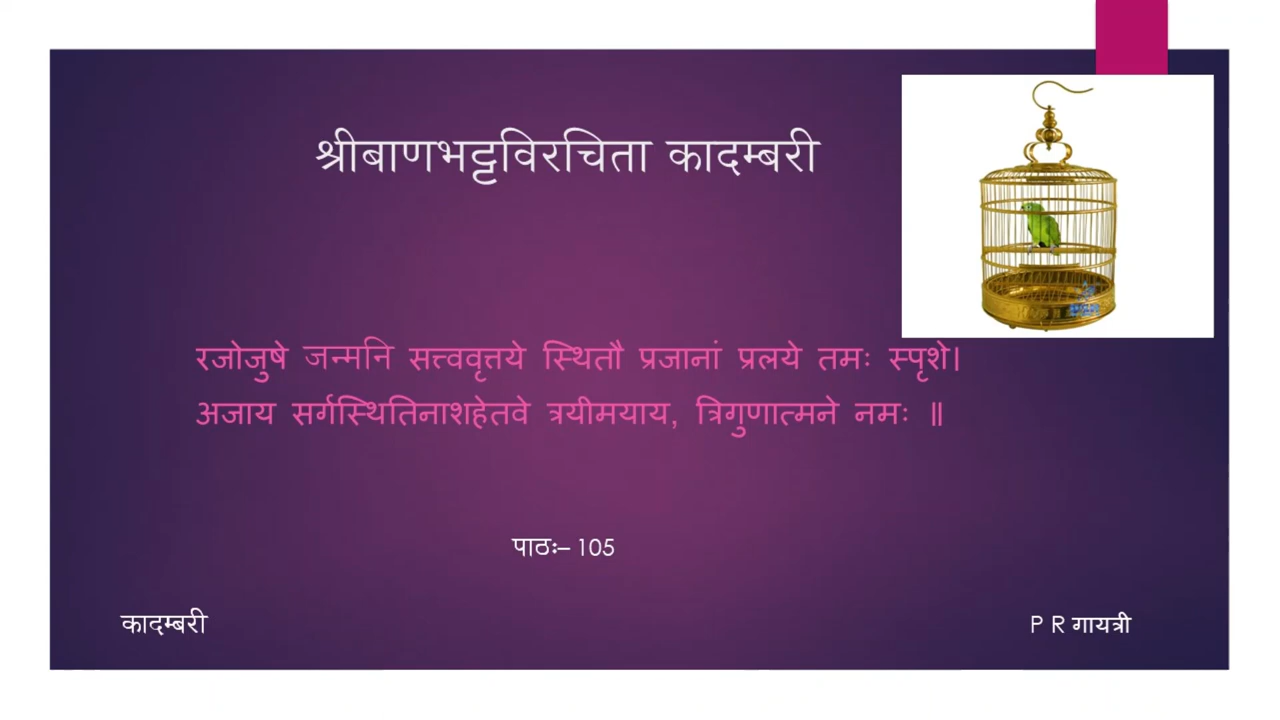 श्रीबाणभट्टविरचिता कादम्बरी
रजोजुषे जन्मनि सत्त्ववृत्तये स्थितौ प्रजानां प्रलये तमः स्पृशे।
अजाय सर्गस्थितिनाशहेतवे त्रयीमयाय, त्रिगुणात्मने नमः ॥
पाठः– 105
कादम्बरी
P R गायत्री